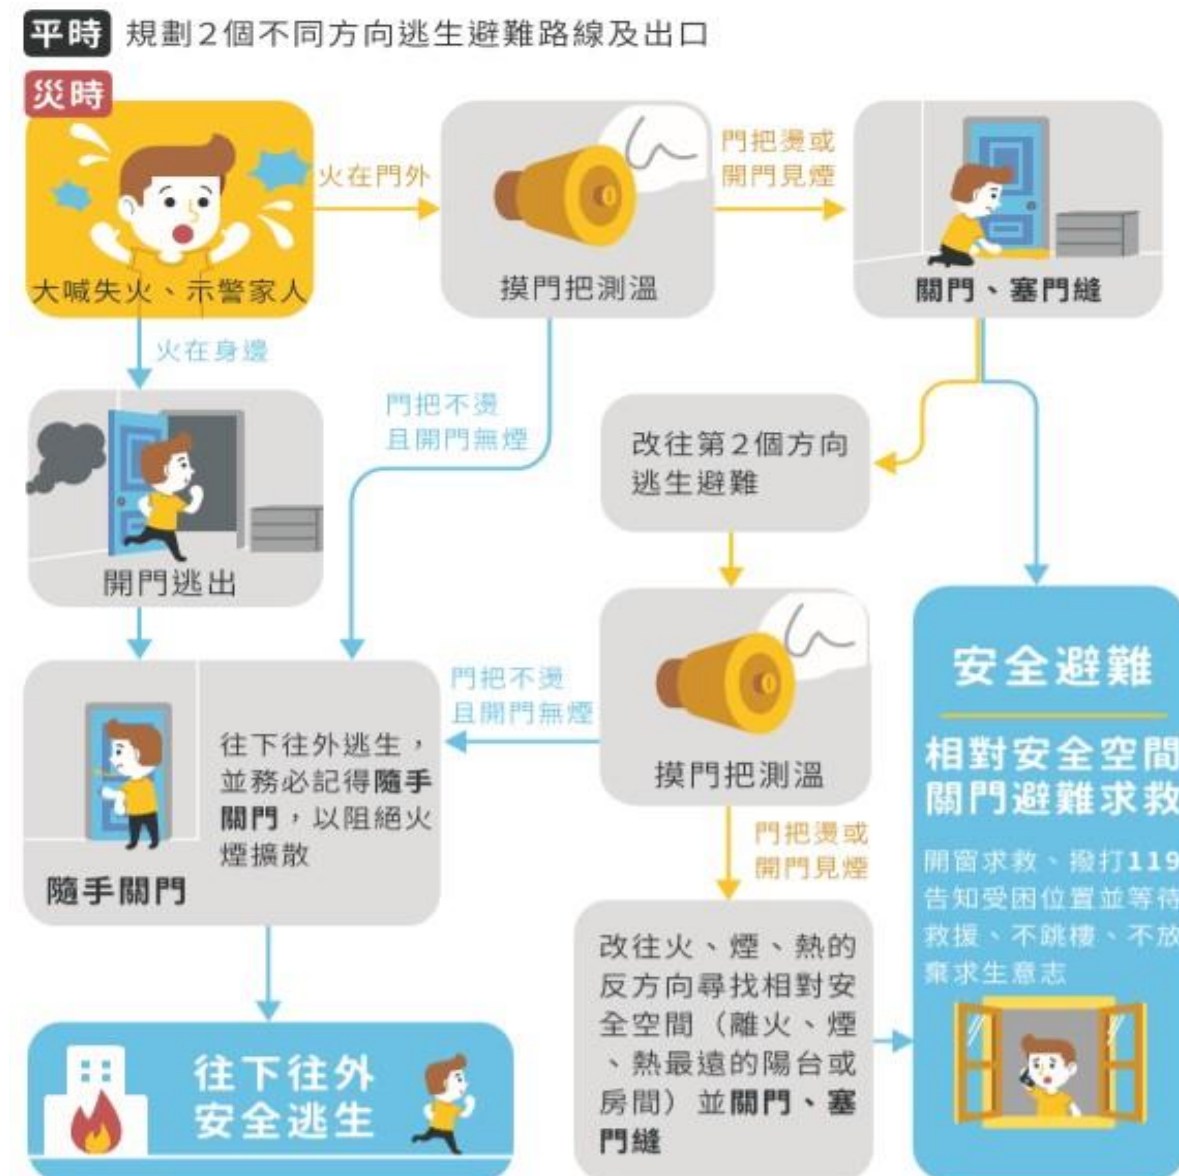 平時 規劃2個不同方向逃生避難路線及出口
災時
大喊失火、示警家人
火在門外
摸門把測溫
門把燙或
開門見煙
關門、塞門縫
火在身邊
開門逃出
門把不燙
且開門無煙
改往第2個方向
逃生避難
摸門把測溫
門把不燙
且開門無煙
往下往外逃生，
並務必記得隨手
關門，以阻絕火
煙擴散
隨手關門
門把燙或
開門見煙
改往火、煙、熱的
反方向尋找相對安
全空間（離火、煙
、熱最遠的陽台或
房間）並關門、塞
門縫
安全避難
相對安全空間
關門避難求救
開窗求救、撥打119
告知受困位置並等待
救援、不跳樓、不放
棄求生意志
往下往外
安全逃生